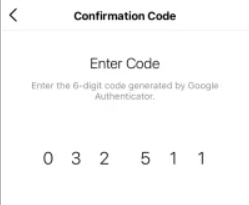 Confirmation Code
Enter Code
Enter the 6-digit code generated by Google
Authenticator.
0 3 2 5 1 1